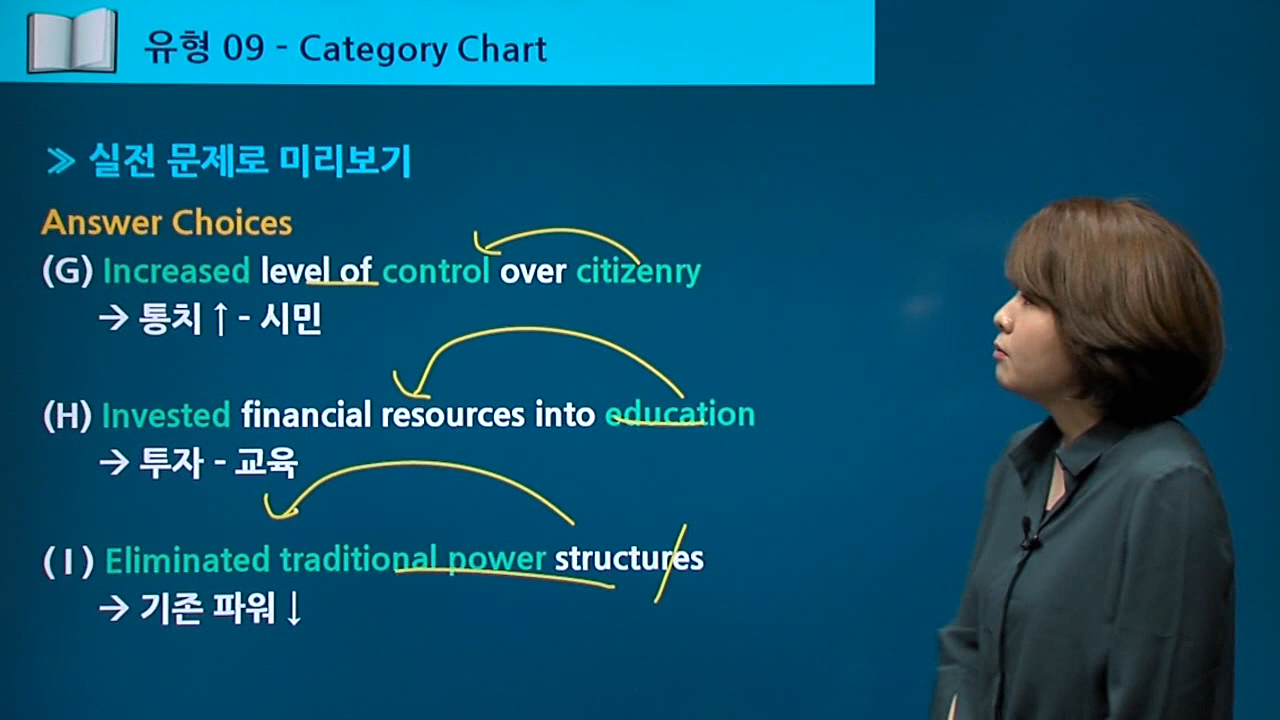 유형 09 - Category Chart
≫ 실전 문제로 미리보기
Answer Choices
(G) Increased level of control over citizenry
→ 통치 ↑ - 시민
(H) Invested financial resources into education
→ 투자 - 교육
( I ) Eliminated traditional power structures
→ 기존 파워 ↓